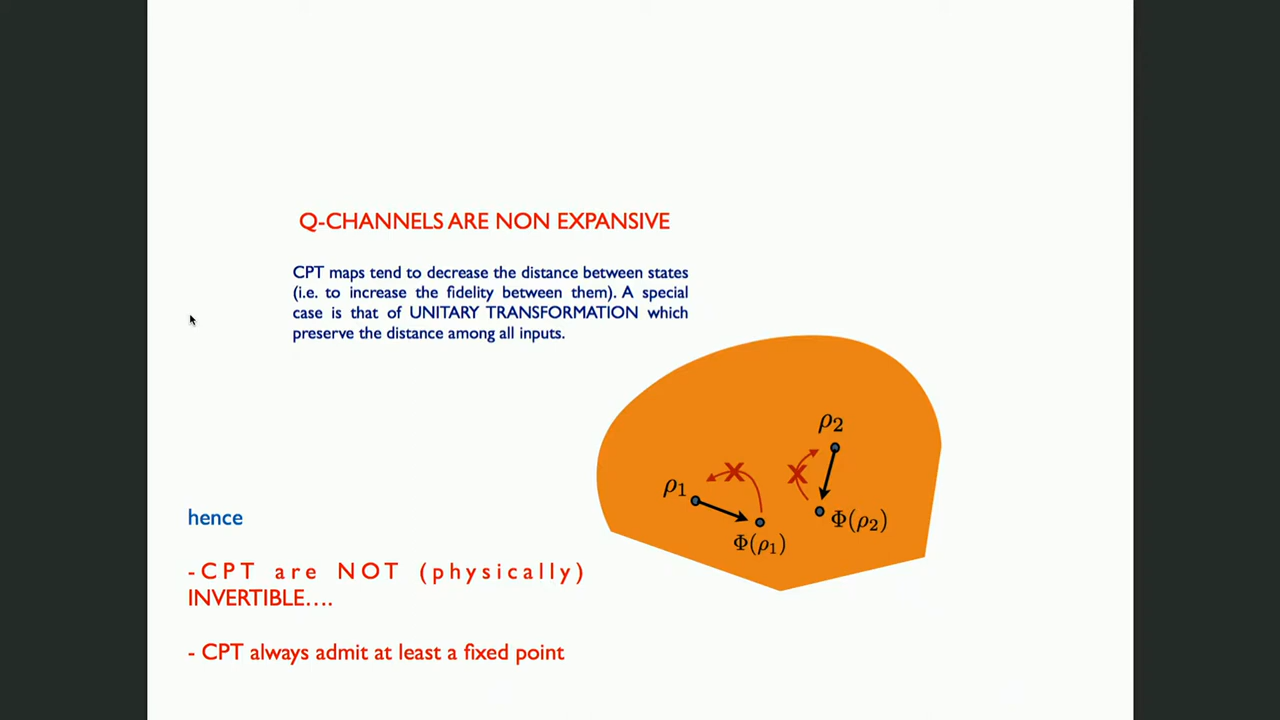 Q-CHANNELS ARE NON EXPANSIVE
CPT maps tend to decrease the distance between states
(i.e. to increase the fidelity between them). A special
case is that of UNITARY TRANSFORMATION which
preserve the distance among all inputs.
ρ2
ρ1
Φ(ρ2)
Φ(ρ1)
hence
-CPT are NOT (physically)
INVERTIBLE....
- CPT always admit at least a fixed point